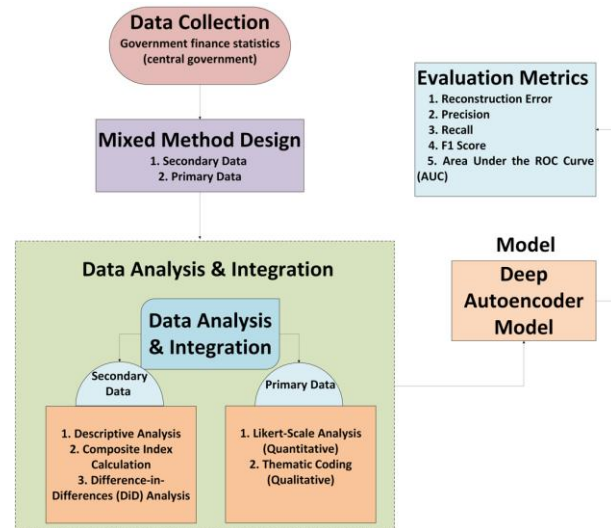 Data Collection
Government finance statistics
(central government)
Mixed Method Design
1. Secondary Data
2. Primary Data
Evaluation Metrics
1. Reconstruction Error
2. Precision
3. Recall
4. F1 Score
5. Area Under the ROC Curve
(AUC)
Data Analysis & Integration
Data Analysis
& Integration
Secondary
Data
Primary Data
1. Descriptive Analysis
2. Composite Index
Calculation
3. Difference-in-
Differences (DiD) Analysis
1. Likert-Scale Analysis
(Quantitative)
2. Thematic Coding
(Qualitative)
Model
Deep
Autoencoder
Model